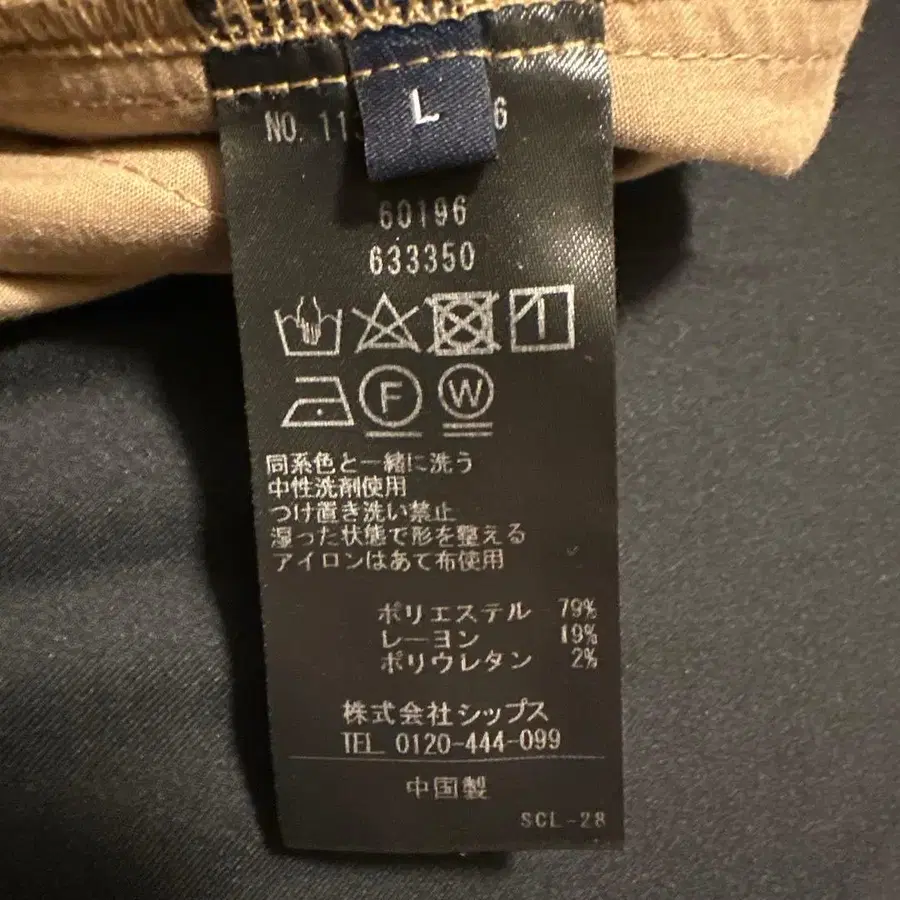 L
NO. 11 6
60196
633350
F W
同系色と一緒に洗う
中性洗剤使用
つけ置き洗い禁止
湿った状態で形を整える
アイロンはあて布使用
ポリエステル 79%
レーヨン 19%
ポリウレタン 2%
株式会社シップス
TEL 0120-444-099
中国製
SCL-28